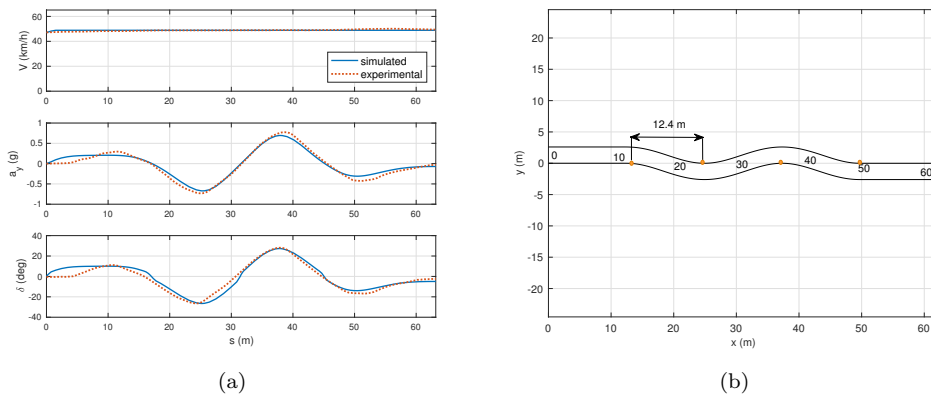 60
40
20
0
V (km/h)
simulated
experimental
0 10 20 30 40 50 60
1
0.5
0
-0.5
-1
a_y (g)
0 10 20 30 40 50 60
40
20
0
-20
-40
δ (deg)
0 10 20 30 40 50 60
s (m)
(a)
20
15
10
5
0
-5
-10
-15
-20
y (m)
12.4 m
0 10 20 30 40 50 60
0 10 20 30 40 50 60
x (m)
(b)